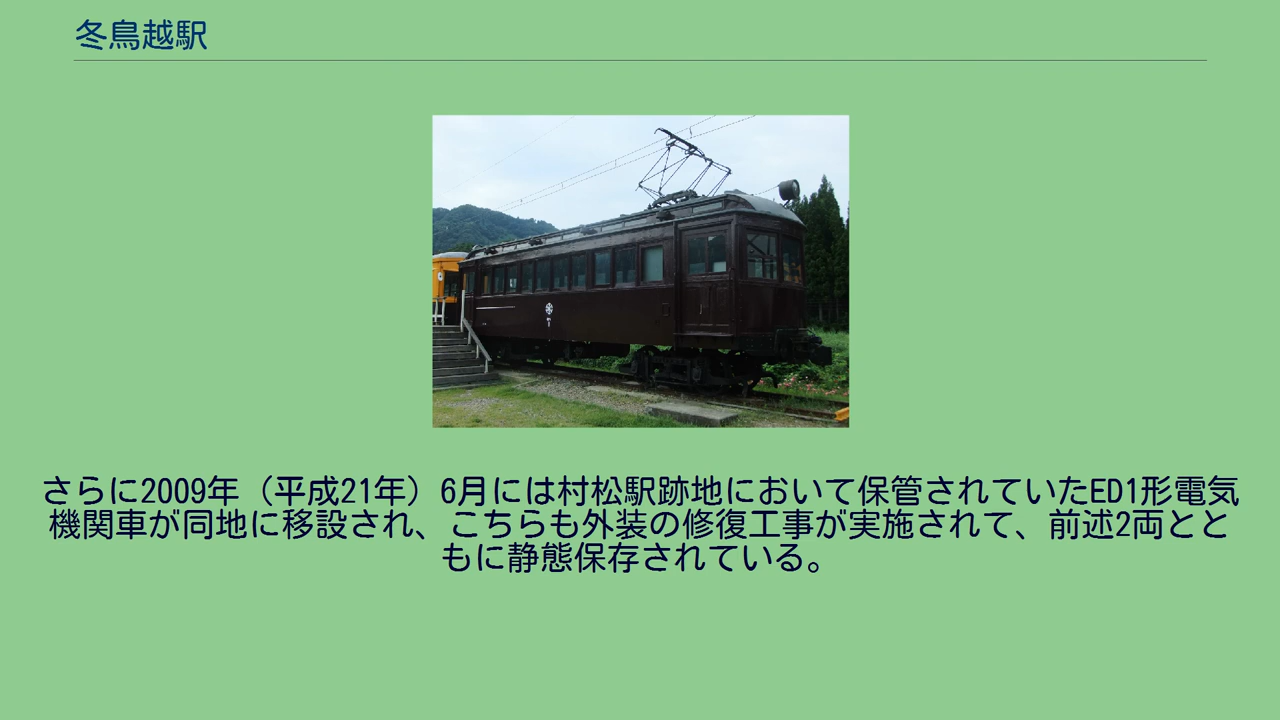 冬鳥越駅
さらに2009年（平成21年）6月には村松駅跡地において保管されていたED1形電気
機関車が同地に移設され、こちらも外装の修復工事が実施されて、前述2両とと
もに静態保存されている。